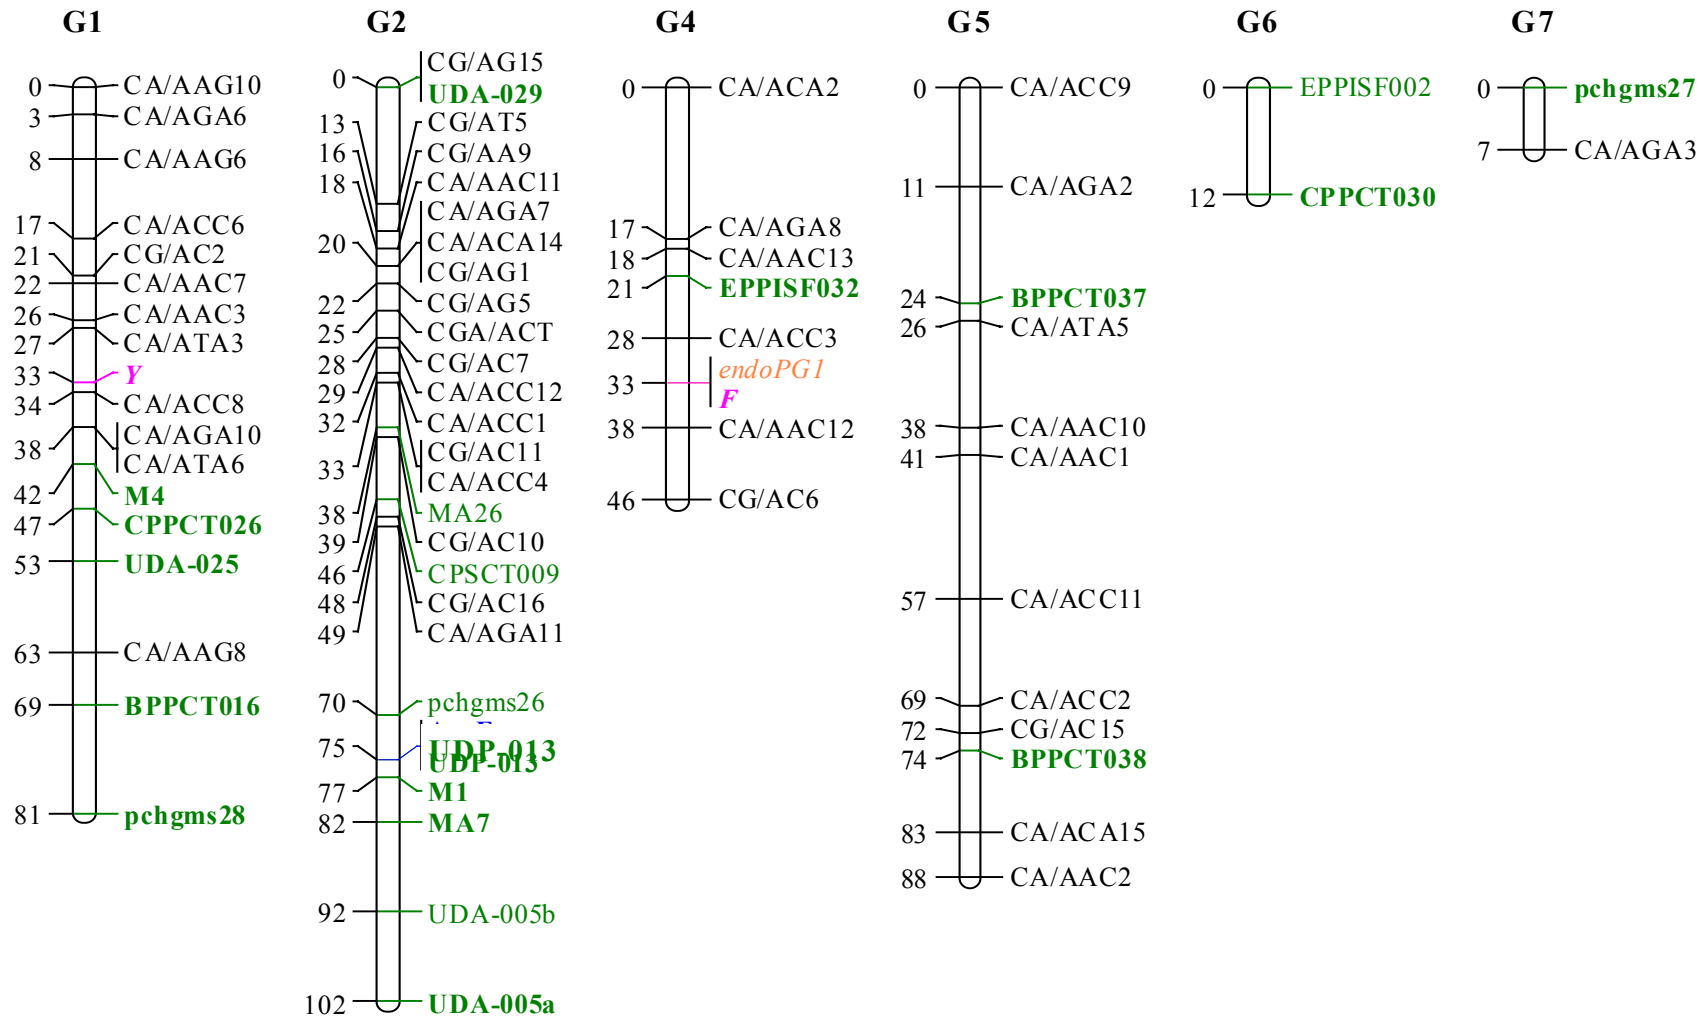 G1
0 CA/AAG10
3 CA/AGA6
8 CA/AAG6
17 CA/ACC6
21 CG/AC2
22 CA/AAC7
26 CA/AAC3
27 CA/ATA3
33 Y
34 CA/ACC8
38 CA/AGA10
CA/ATA6
42 M4
47 CPPCT026
53 UDA-025
63 CA/AAG8
69 BPPCT016
81 pchgms28
G2
0 CG/AG15
UDA-029
13 CG/AT5
16 CG/AA9
18 CA/AAC11
CA/AGA7
20 CA/ACA14
CG/AG1
22 CG/AG5
25 CGA/ACT
28 CG/AC7
29 CA/ACC12
32 CA/ACC1
33 CG/AC11
CA/ACC4
38 MA26
39 CG/AC10
46 CPSCT009
48 CG/AC16
49 CA/AGA11
70 pchgms26
75 UDP-013
UDP-013
77 M1
82 MA7
92 UDA-005b
102 UDA-005a
G4
0 CA/ACA2
17 CA/AGA8
18 CA/AAC13
21 EPPISF032
28 CA/ACC3
33 endoPG1
F
38 CA/AAC12
46 CG/AC6
G5
0 CA/ACC9
11 CA/AGA2
24 BPPCT037
26 CA/ATA5
38 CA/AAC10
41 CA/AAC1
57 CA/ACC11
69 CA/ACC2
72 CG/AC15
74 BPPCT038
83 CA/ACA15
88 CA/AAC2
G6
0 EPPISF002
12 CPPCT030
G7
0 pchgms27
7 CA/AGA3